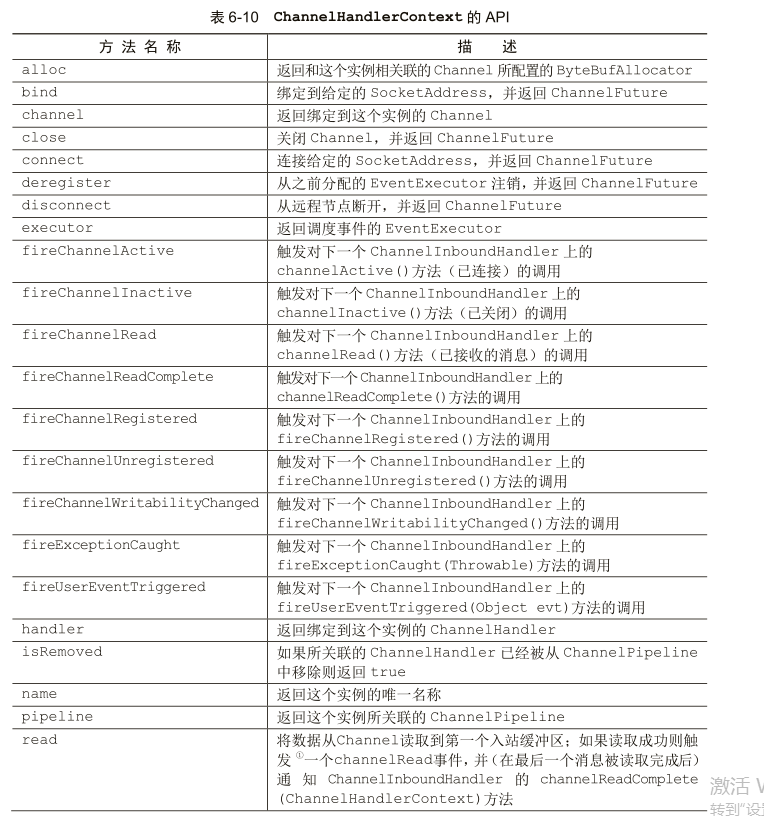 表 6-10 ChannelHandlerContext 的 API
方 法 名 称 描 述
alloc 返回和这个实例相关联的 Channel 所配置的 ByteBufAllocator
bind 绑定到给定的 SocketAddress，并返回 ChannelFuture
channel 返回绑定到这个实例的 Channel
close 关闭 Channel，并返回 ChannelFuture
connect 连接给定的 SocketAddress，并返回 ChannelFuture
deregister 从之前分配的 EventExecutor 注销，并返回 ChannelFuture
disconnect 从远程节点断开，并返回 ChannelFuture
executor 返回调度事件的 EventExecutor
fireChannelActive 触发对下一个 ChannelInboundHandler 上的
channelActive()方法（已连接）的调用
fireChannelInactive 触发对下一个 ChannelInboundHandler 上的
channelInactive()方法（已关闭）的调用
fireChannelRead 触发对下一个 ChannelInboundHandler 上的
channelRead()方法（已接收的消息）的调用
fireChannelReadComplete 触发对下一个 ChannelInboundHandler 上的
channelReadComplete()方法的调用
fireChannelRegistered 触发对下一个 ChannelInboundHandler 上的
fireChannelRegistered()方法的调用
fireChannelUnregistered 触发对下一个 ChannelInboundHandler 上的
fireChannelUnregistered()方法的调用
fireChannelWritabilityChanged 触发对下一个 ChannelInboundHandler 上的
fireChannelWritabilityChanged()方法的调用
fireExceptionCaught 触发对下一个 ChannelInboundHandler 上的
fireExceptionCaught(Throwable)方法的调用
fireUserEventTriggered 触发对下一个 ChannelInboundHandler 上的
fireUserEventTriggered(Object evt)方法的调用
handler 返回绑定到这个实例的 ChannelHandler
isRemoved 如果所关联的 ChannelHandler 已经被从 ChannelPipeline
中移除则返回 true
name 返回这个实例的唯一名称
pipeline 返回这个实例所关联的 ChannelPipeline
read 将数据从Channel读取到第一个入站缓冲区；如果读取成功则触
发①一个channelRead事件，并（在最后一个消息被读取完成后）
通 知 ChannelInboundHandler 的 channelReadComplete
(ChannelHandlerContext)方法
激活 W
转到"设